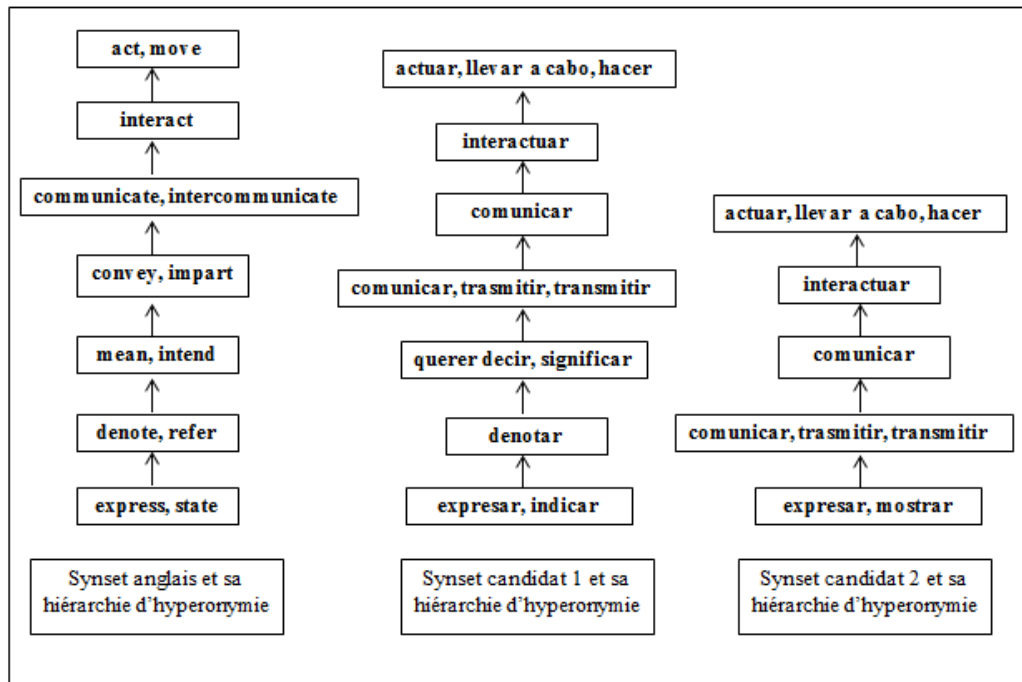 act, move
interact
communicate, intercommunicate
convey, impart
mean, intend
denote, refer
express, state
Synset anglais et sa
hiérarchie d'hyperonymie
actuar, llevar a cabo, hacer
interactuar
comunicar
comunicar, trasmitir, transmitir
querer decir, significar
denotar
expresar, indicar
Synset candidat 1 et sa
hiérarchie d'hyperonymie
actuar, llevar a cabo, hacer
interactuar
comunicar
comunicar, trasmitir, transmitir
expresar, mostrar
Synset candidat 2 et sa
hiérarchie d'hyperonymie